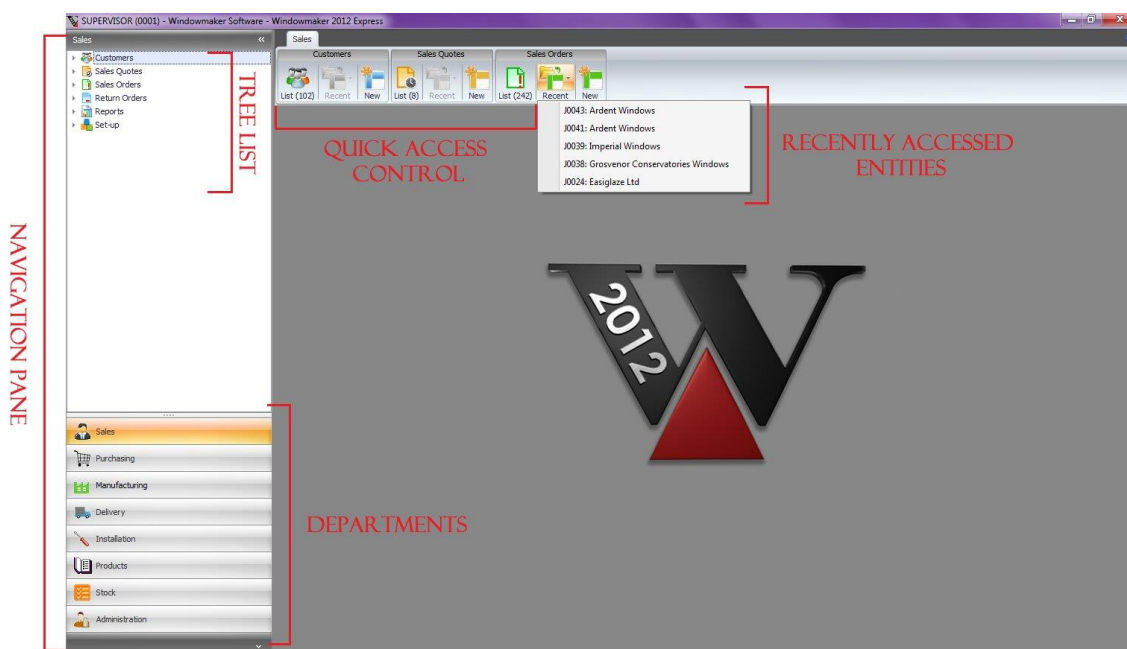 SUPERVISOR (0001) - Windowmaker Software - Windowmaker 2012 Express
Sales
Customers
Sales Quotes
Sales Orders
Return Orders
Reports
Set-up
TREE LIST
Sales
Customers
Sales Quotes
Sales Orders
List (102) Recent New
List (8) Recent New
List (242) Recent New
J0043: Ardent Windows
J0041: Ardent Windows
J0039: Imperial Windows
J0038: Grosvenor Conservatories Windows
J0024: Easiglaze Ltd
QUICK ACCESS
CONTROL
RECENTLY ACCESSED
ENTITIES
NAVIGATION PANE
2012
Sales
Purchasing
Manufacturing
Delivery
Installation
Products
Stock
Administration
DEPARTMENTS